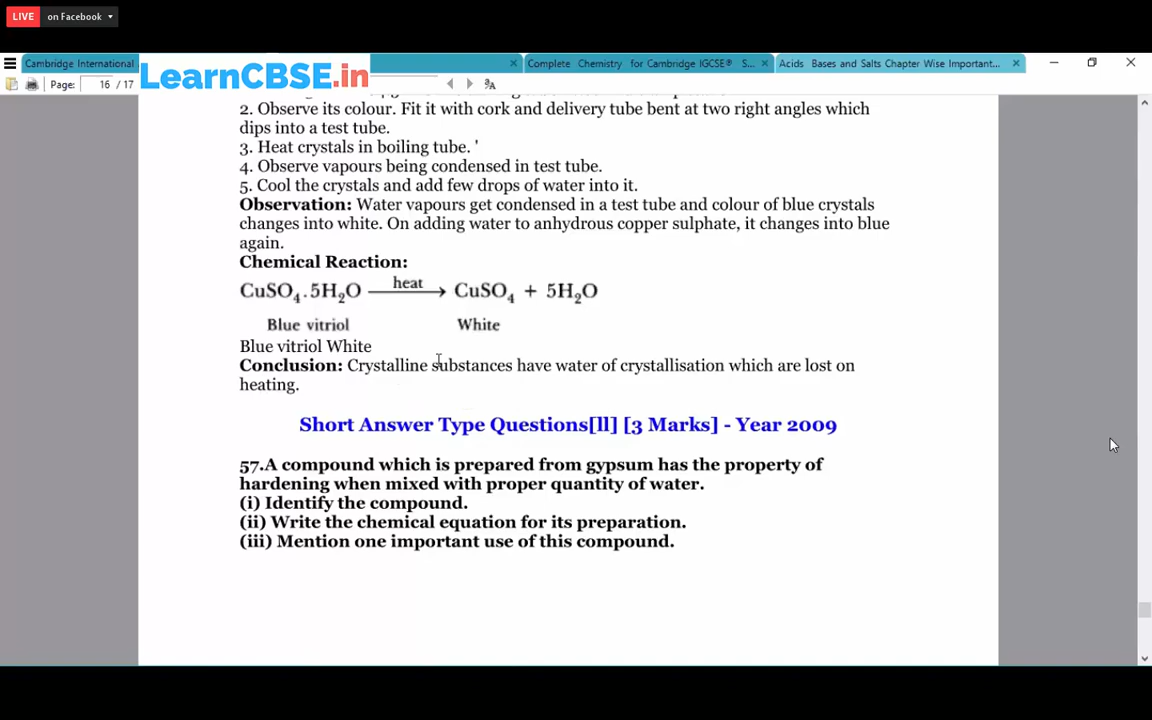 LIVE on Facebook
Cambridge International
Complete Chemistry for Cambridge IGCSE® S...
Acids Bases and Salts Chapter Wise Important...
Page: 16 / 17
LearnCBSE.in
2. Observe its colour. Fit it with cork and delivery tube bent at two right angles which
dips into a test tube.
3. Heat crystals in boiling tube. '
4. Observe vapours being condensed in test tube.
5. Cool the crystals and add few drops of water into it.
Observation: Water vapours get condensed in a test tube and colour of blue crystals
changes into white. On adding water to anhydrous copper sulphate, it changes into blue
again.
Chemical Reaction:
CuSO₄.5H₂O —heat→ CuSO₄ + 5H₂O
Blue vitriol White
Blue vitriol White
Conclusion: Crystalline substances have water of crystallisation which are lost on
heating.
Short Answer Type Questions[ll] [3 Marks] - Year 2009
57.A compound which is prepared from gypsum has the property of
hardening when mixed with proper quantity of water.
(i) Identify the compound.
(ii) Write the chemical equation for its preparation.
(iii) Mention one important use of this compound.